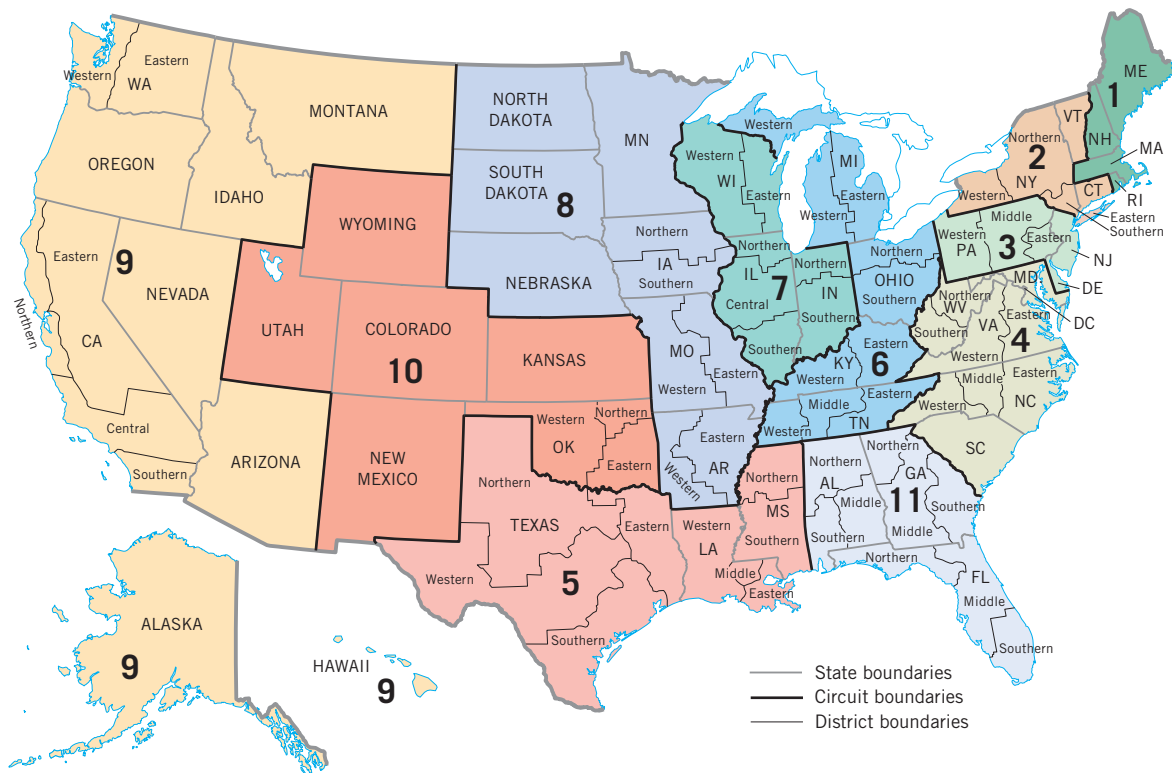 Western
Eastern
WA
OREGON
IDAHO
MONTANA
WYOMING
9
Eastern
Northern
CA
NEVADA
Central
Southern
UTAH
COLORADO
10
ARIZONA
NEW
MEXICO
NORTH
DAKOTA
SOUTH
DAKOTA
8
NEBRASKA
KANSAS
MN
Northern
IA
Southern
MO
Western
Eastern
Western
Eastern
AR
Western
Northern
OK
Eastern
Northern
TEXAS
Eastern
Western
5
Southern
Western
LA
Middle
Eastern
Northern
MS
Southern
Western
WI
Eastern
Western
MI
Western
Eastern
Northern
IL
Central
Southern
7
Northern
IN
Southern
Northern
OHIO
Southern
Eastern
KY
Western
6
Western
Middle
Eastern
TN
Northern
AL
Middle
Southern
Northern
GA
11
Southern
Middle
Northern
FL
Middle
Southern
ME
1
NH
VT
MA
RI
CT
Northern
2
NY
Western
Eastern
Southern
Middle
Western
PA
3
Eastern
NJ
DE
MD
DC
Northern
WV
Southern
VA
Eastern
4
Western
Middle
Eastern
Western
NC
SC
ALASKA
9
HAWAII
9
State boundaries
Circuit boundaries
District boundaries